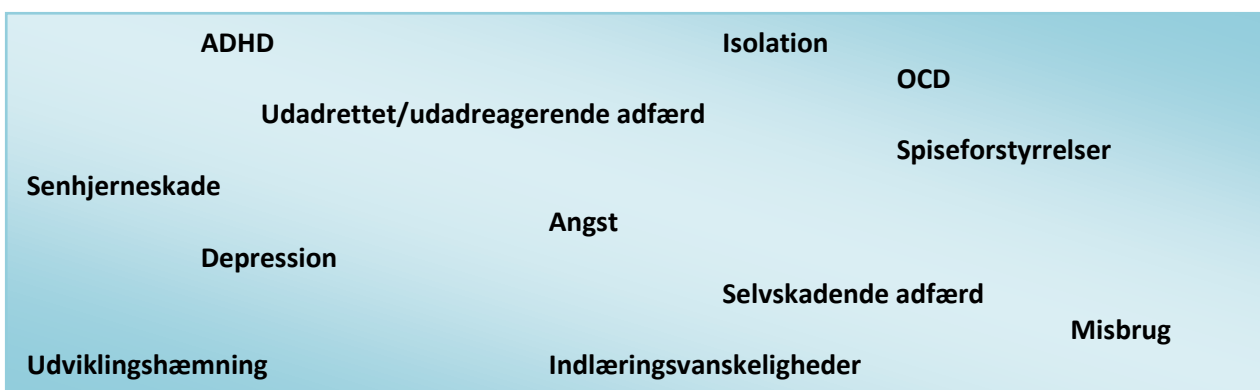 ADHD Isolation
OCD
Udadrettet/udadreagerende adfærd
Spiseforstyrrelser
Senhjerneskade
Angst
Depression
Selvskadende adfærd
Misbrug
Udviklingshæmning Indlæringsvanskeligheder